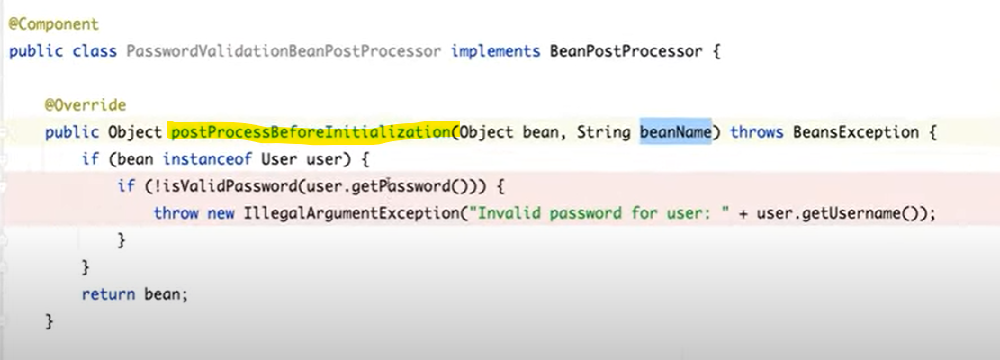 @Component
public class PasswordValidationBeanPostProcessor implements BeanPostProcessor {
@Override
public Object postProcessBeforeInitialization(Object bean, String beanName) throws BeansException {
if (bean instanceof User user) {
if (!isValidPassword(user.getPassword())) {
throw new IllegalArgumentException("Invalid password for user: " + user.getUsername());
}
}
return bean;
}